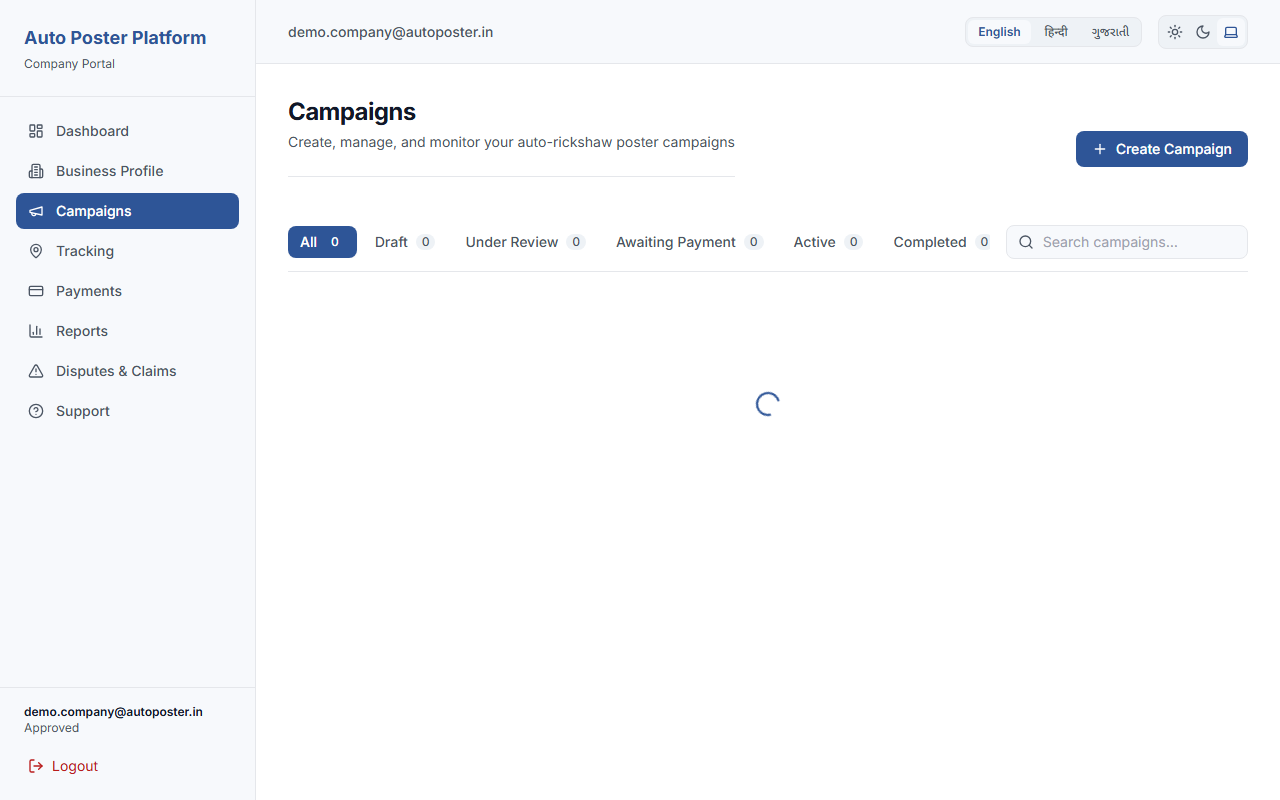 Auto Poster Platform
Company Portal
Dashboard
Business Profile
Campaigns
Tracking
Payments
Reports
Disputes & Claims
Support
demo.company@autoposter.in
Approved
Logout
demo.company@autoposter.in
English हिन्दी ગુજરાતી
Campaigns
Create, manage, and monitor your auto-rickshaw poster campaigns
Create Campaign
All 0 Draft 0 Under Review 0 Awaiting Payment 0 Active 0 Completed 0 Search campaigns...